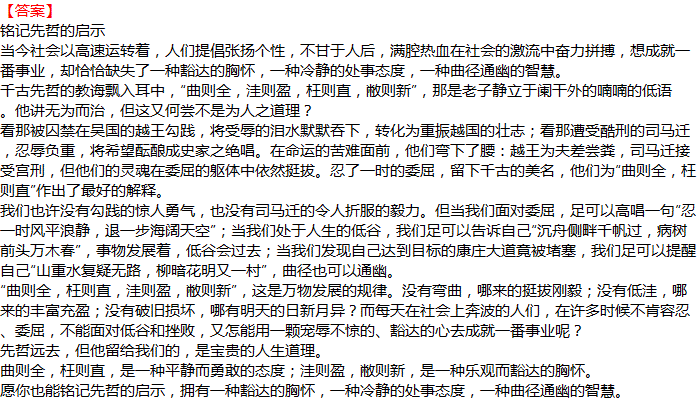 【答案】
铭记先哲的启示
当今社会以高速运转着，人们提倡张扬个性，不甘于人后，满腔热血在社会的激流中奋力拼搏，想成就一
番事业，却恰恰缺失了一种豁达的胸怀，一种冷静的处事态度，一种曲径通幽的智慧。
千古先哲的教诲飘入耳中，“曲则全，洼则盈，枉则直，敝则新”，那是老子静立于阑干外的喃喃的低语
。他讲无为而治，但这又何尝不是为人之道理？
看那被囚禁在吴国的越王勾践，将受辱的泪水默默吞下，转化为重振越国的壮志；看那遭受酷刑的司马迁
，忍辱负重，将希望酝酿成史家之绝唱。在命运的苦难面前，他们弯下了腰：越王为夫差尝粪，司马迁接
受宫刑，但他们的灵魂在委屈的躯体中依然挺拔。忍了一时的委屈，留下千古的美名，他们为“曲则全，枉
则直”作出了最好的解释。
我们也许没有勾践的惊人勇气，也没有司马迁的令人折服的毅力。但当我们面对委屈，足可以高唱一句“忍
一时风平浪静，退一步海阔天空”；当我们处于人生的低谷，我们足可以告诉自己“沉舟侧畔千帆过，病树
前头万木春”，事物发展着，低谷会过去；当我们发现自己达到目标的康庄大道竟被堵塞，我们足可以提醒
自己“山重水复疑无路，柳暗花明又一村”，曲径也可以通幽。
“曲则全，枉则直，洼则盈，敝则新”，这是万物发展的规律。没有弯曲，哪来的挺拔刚毅；没有低洼，哪
来的丰富充盈；没有破旧损坏，哪有明天的日新月异？而每天在社会上奔波的人们，在许多时候不肯容忍
、委屈，不能面对低谷和挫败，又怎能用一颗宠辱不惊的、豁达的心去成就一番事业呢？
先哲远去，但他留给我们的，是宝贵的人生道理。
曲则全，枉则直，是一种平静而勇敢的态度；洼则盈，敝则新，是一种乐观而豁达的胸怀。
愿你也能铭记先哲的启示，拥有一种豁达的胸怀，一种冷静的处事态度，一种曲径通幽的智慧。